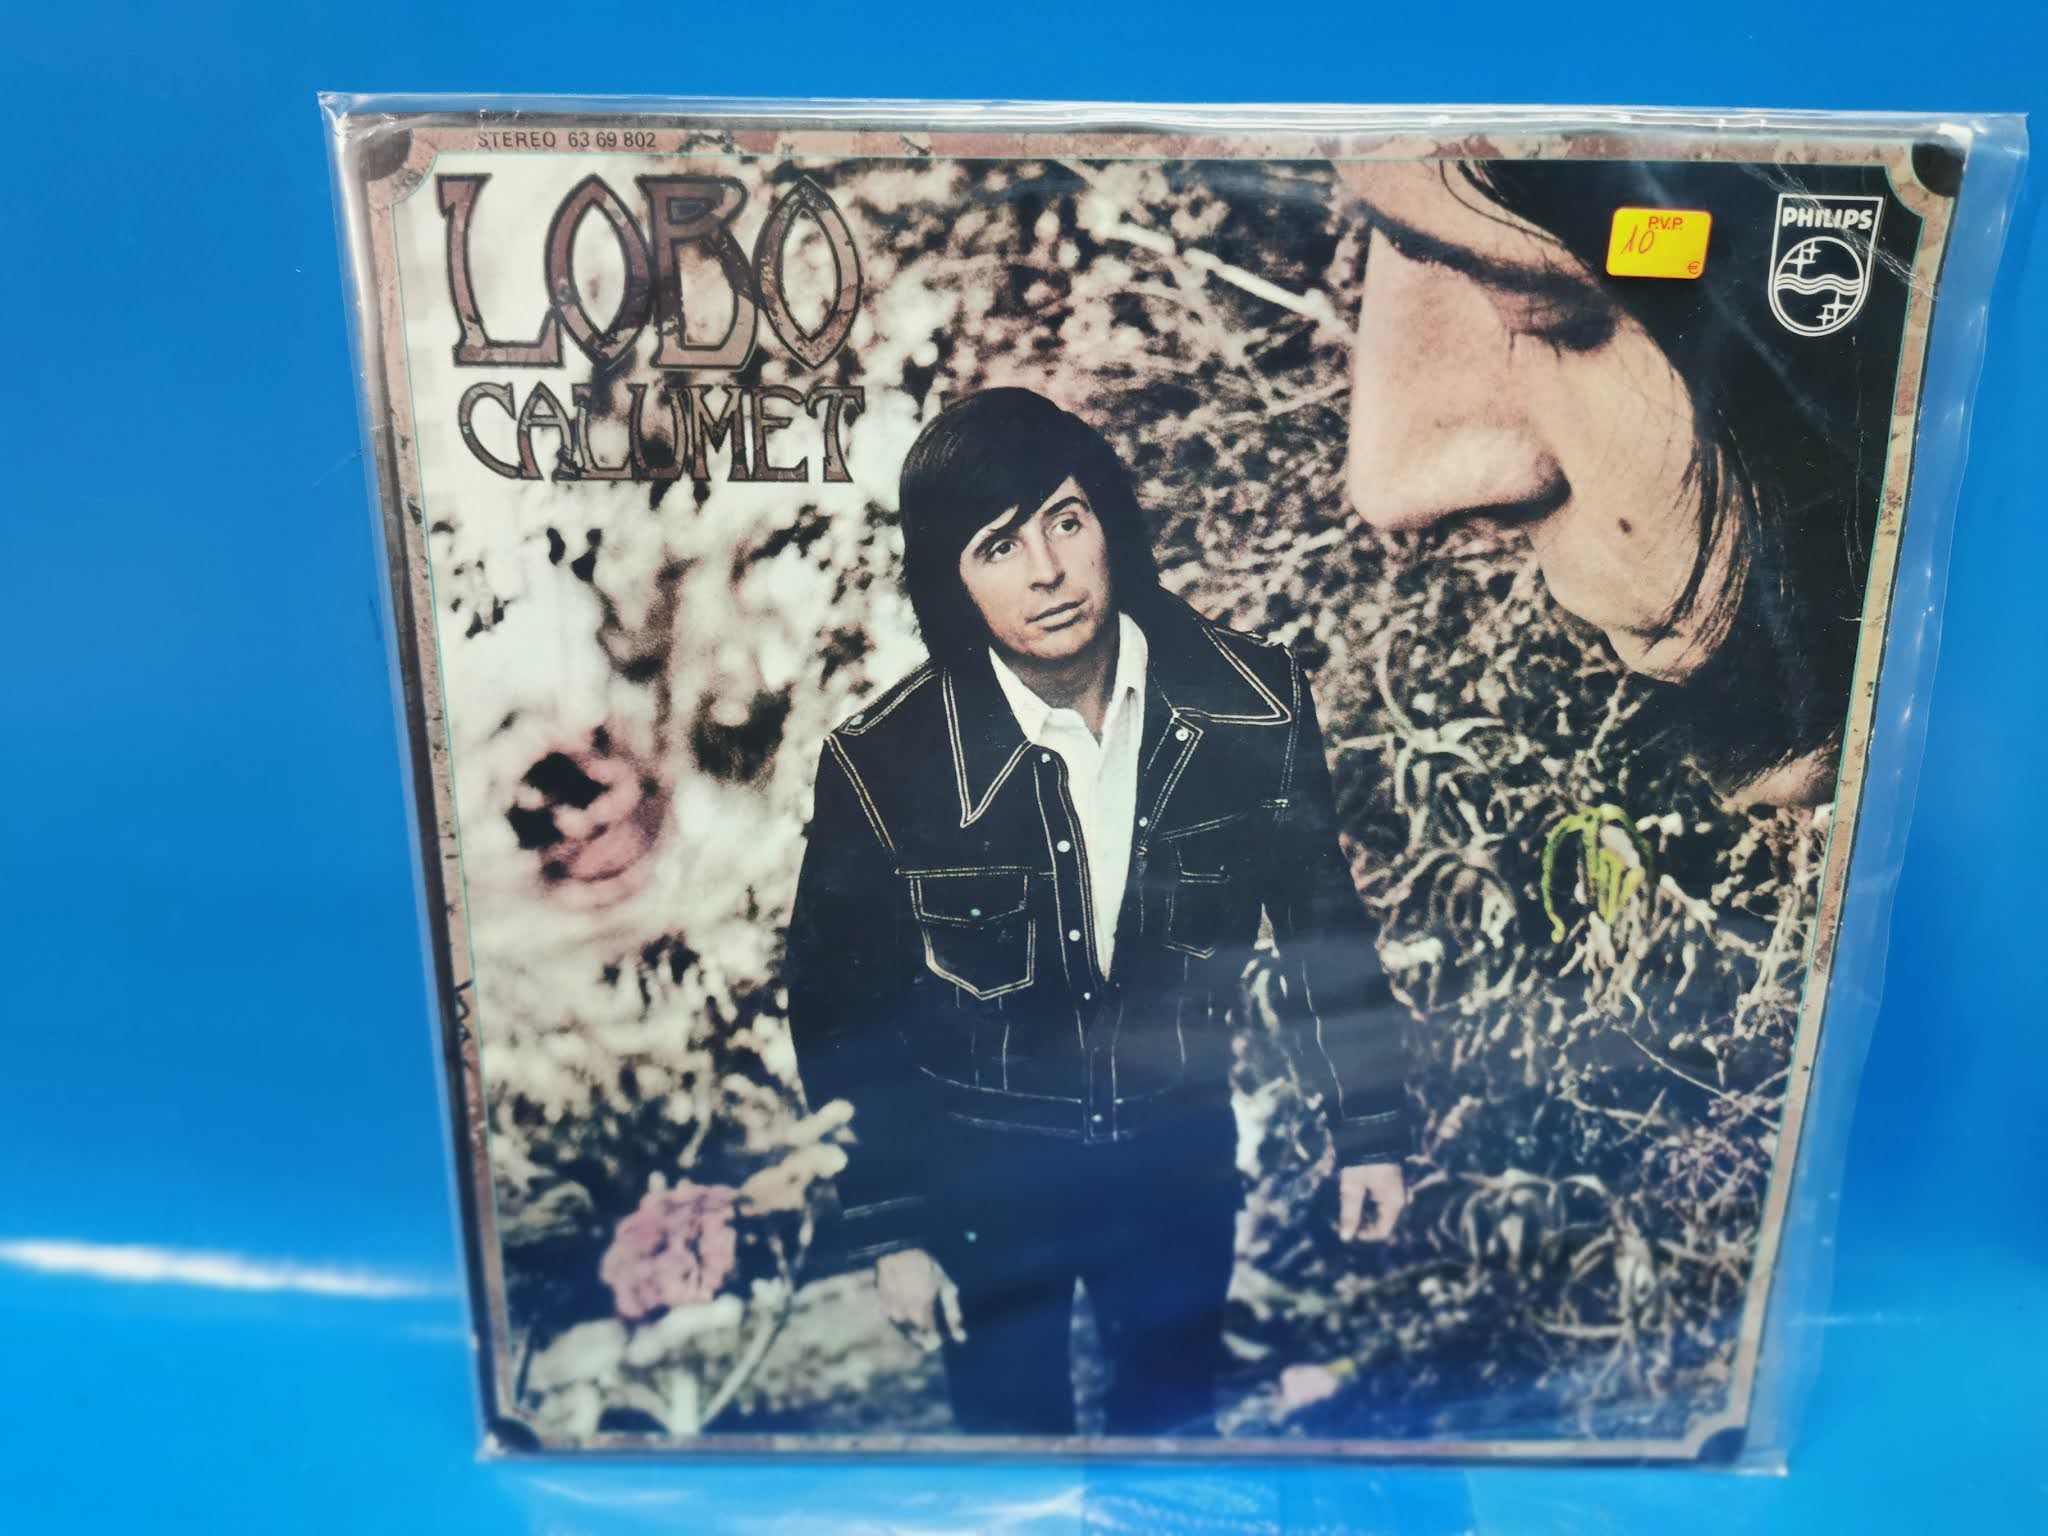 STEREO 63 69 802
LOBO
CALUMET
P.V.P.
10
€
PHILIPS